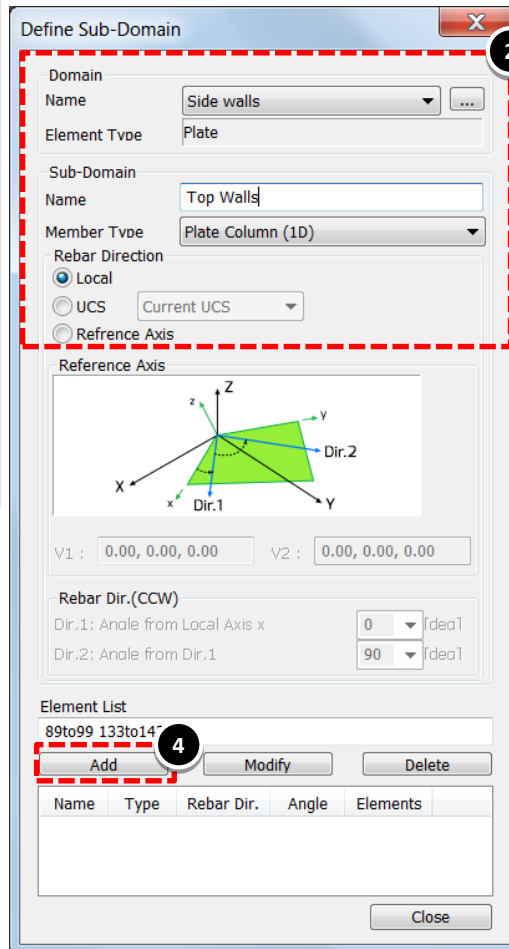 Define Sub-Domain
X
2
Domain
Name Side walls ...
Element Type Plate
Sub-Domain
Name Top Walls
Member Type Plate Column (1D)
Rebar Direction
Local
UCS Current UCS
Refrence Axis
Reference Axis
Z
z y
Dir.2
X Y
x Dir.1
V1 : 0.00, 0.00, 0.00 V2 : 0.00, 0.00, 0.00
Rebar Dir.(CCW)
Dir.1: Angle from Local Axis x 0 [deg]
Dir.2: Angle from Dir.1 90 [deg]
Element List
89to99 133to14
4
Add Modify Delete
Name Type Rebar Dir. Angle Elements
Close